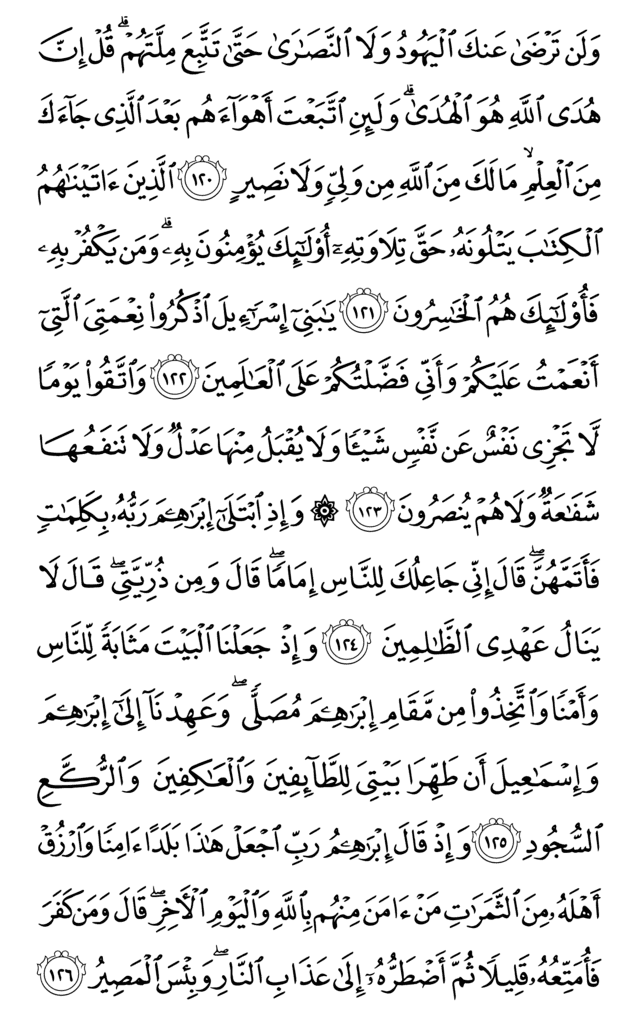 وَلَن تَرۡضَىٰ عَنكَ ٱلۡيَهُودُ وَلَا ٱلنَّصَٰرَىٰ حَتَّىٰ تَتَّبِعَ مِلَّتَهُمۡۗ قُلۡ إِنَّ
هُدَى ٱللَّهِ هُوَ ٱلۡهُدَىٰۗ وَلَئِنِ ٱتَّبَعۡتَ أَهۡوَآءَهُم بَعۡدَ ٱلَّذِي جَآءَكَ
مِنَ ٱلۡعِلۡمِ مَا لَكَ مِنَ ٱللَّهِ مِن وَلِيّٖ وَلَا نَصِيرٍ ١٢٠ ٱلَّذِينَ ءَاتَيۡنَٰهُمُ
ٱلۡكِتَٰبَ يَتۡلُونَهُۥ حَقَّ تِلَاوَتِهِۦٓ أُوْلَٰٓئِكَ يُؤۡمِنُونَ بِهِۦۗ وَمَن يَكۡفُرۡ بِهِۦ
فَأُوْلَٰٓئِكَ هُمُ ٱلۡخَٰسِرُونَ ١٢١ يَٰبَنِيٓ إِسۡرَٰٓءِيلَ ٱذۡكُرُواْ نِعۡمَتِيَ ٱلَّتِيٓ
أَنۡعَمۡتُ عَلَيۡكُمۡ وَأَنِّي فَضَّلۡتُكُمۡ عَلَى ٱلۡعَٰلَمِينَ ١٢٢ وَٱتَّقُواْ يَوۡمٗا
لَّا تَجۡزِي نَفۡسٌ عَن نَّفۡسٖ شَيۡـٔٗا وَلَا يُقۡبَلُ مِنۡهَا عَدۡلٞ وَلَا تَنفَعُهَا
شَفَٰعَةٞ وَلَا هُمۡ يُنصَرُونَ ١٢٣ ۞ وَإِذِ ٱبۡتَلَىٰٓ إِبۡرَٰهِـۧمَ رَبُّهُۥ بِكَلِمَٰتٖ
فَأَتَمَّهُنَّۖ قَالَ إِنِّي جَاعِلُكَ لِلنَّاسِ إِمَامٗاۖ قَالَ وَمِن ذُرِّيَّتِيۖ قَالَ لَا
يَنَالُ عَهۡدِي ٱلظَّٰلِمِينَ ١٢٤ وَإِذۡ جَعَلۡنَا ٱلۡبَيۡتَ مَثَابَةٗ لِّلنَّاسِ
وَأَمۡنٗا وَٱتَّخِذُواْ مِن مَّقَامِ إِبۡرَٰهِـۧمَ مُصَلّٗىۖ وَعَهِدۡنَآ إِلَىٰٓ إِبۡرَٰهِـۧمَ
وَإِسۡمَٰعِيلَ أَن طَهِّرَا بَيۡتِيَ لِلطَّآئِفِينَ وَٱلۡعَٰكِفِينَ وَٱلرُّكَّعِ
ٱلسُّجُودِ ١٢٥ وَإِذۡ قَالَ إِبۡرَٰهِـۧمُ رَبِّ ٱجۡعَلۡ هَٰذَا بَلَدًا ءَامِنٗا وَٱرۡزُقۡ
أَهۡلَهُۥ مِنَ ٱلثَّمَرَٰتِ مَنۡ ءَامَنَ مِنۡهُم بِٱللَّهِ وَٱلۡيَوۡمِ ٱلۡأٓخِرِۖ قَالَ وَمَن كَفَرَ
فَأُمَتِّعُهُۥ قَلِيلٗا ثُمَّ أَضۡطَرُّهُۥٓ إِلَىٰ عَذَابِ ٱلنَّارِۖ وَبِئۡسَ ٱلۡمَصِيرُ ١٢٦